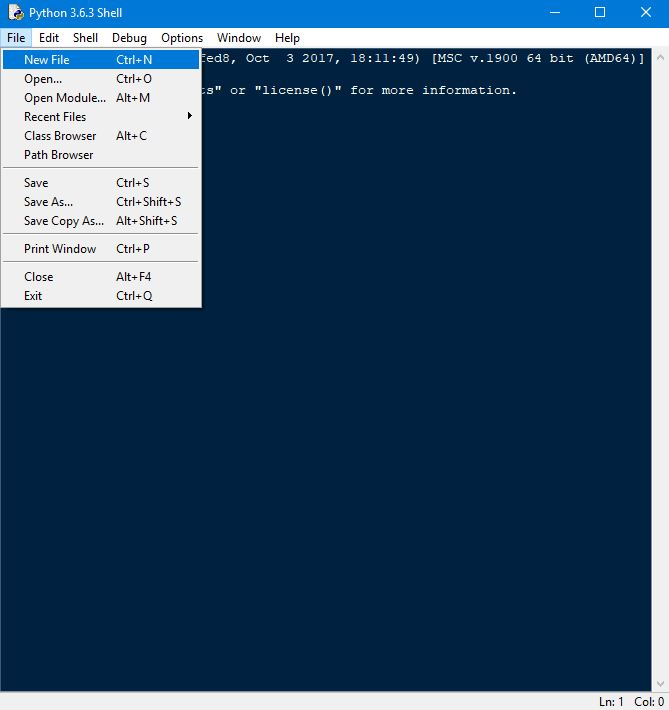 Python 3.6.3 Shell
File Edit Shell Debug Options Window Help
New File Ctrl+N
Open... Ctrl+O
Open Module... Alt+M
Recent Files
Class Browser Alt+C
Path Browser
Save Ctrl+S
Save As... Ctrl+Shift+S
Save Copy As... Alt+Shift+S
Print Window Ctrl+P
Close Alt+F4
Exit Ctrl+Q
fed8, Oct  3 2017, 18:11:49) [MSC v.1900 64 bit (AMD64)]
ts" or "license()" for more information.
Ln: 1 Col: 0